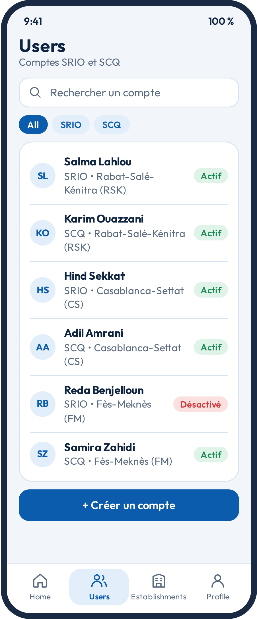 9:41 100 %
Users
Comptes SRIO et SCQ
Rechercher un compte
All SRIO SCQ
SL
Salma Lahlou
SRIO • Rabat-Salé-
Kénitra (RSK)
Actif
KO
Karim Ouazzani
SCQ • Rabat-Salé-Kénitra
(RSK)
Actif
HS
Hind Sekkat
SRIO • Casablanca-Settat
(CS)
Actif
AA
Adil Amrani
SCQ • Casablanca-Settat
(CS)
Actif
RB
Reda Benjelloun
SRIO • Fès-Meknès
(FM)
Désactivé
SZ
Samira Zahidi
SCQ • Fès-Meknès (FM)
Actif
+ Créer un compte
Home Users Establishments Profile